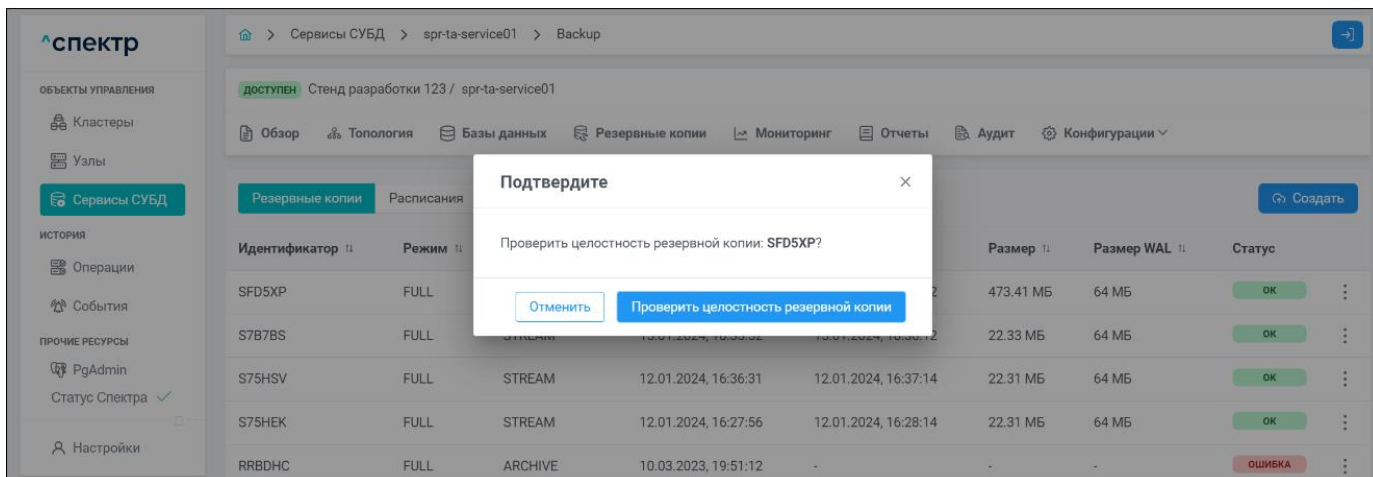 ^спектр
Сервисы СУБД > spr-ta-service01 > Backup
ОБЪЕКТЫ УПРАВЛЕНИЯ
Кластеры
Узлы
Сервисы СУБД
ИСТОРИЯ
Операции
События
ПРОЧИЕ РЕСУРСЫ
PgAdmin
Статус Спектра
Настройки
ДОСТУПЕН Стенд разработки 123 / spr-ta-service01
Обзор Топология Базы данных Резервные копии Мониторинг Отчеты Аудит Конфигурации
Резервные копии Расписания
Создать
Подтвердите
Проверить целостность резервной копии: SFD5XP?
Отменить Проверить целостность резервной копии
Идентификатор Режим Размер Размер WAL Статус
SFD5XP FULL 473.41 МБ 64 МБ ОК
S7B7BS FULL STREAM 22.33 МБ 64 МБ ОК
S75HSV FULL STREAM 12.01.2024, 16:36:31 12.01.2024, 16:37:14 22.31 МБ 64 МБ ОК
S75HEK FULL STREAM 12.01.2024, 16:27:56 12.01.2024, 16:28:14 22.31 МБ 64 МБ ОК
RRBDHC FULL ARCHIVE 10.03.2023, 19:51:12 - - - ОШИБКА